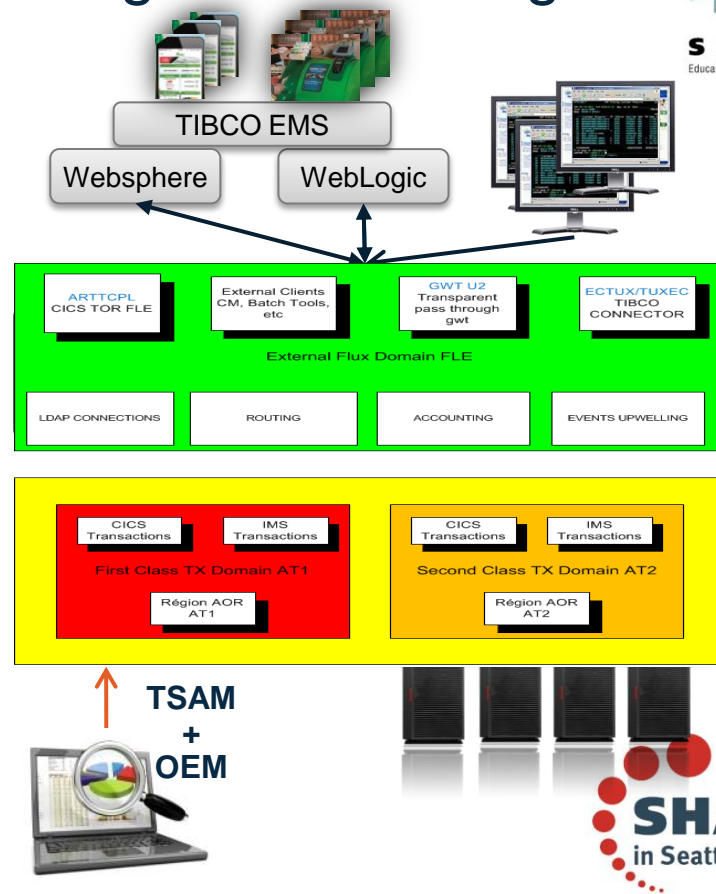 TIBCO EMS
Websphere
WebLogic
ARTTCPL
CICS TOR FLE
External Clients
CM, Batch Tools,
etc
GWT U2
Transparent
pass through
gwt
ECTUX/TUXEC
TIBCO
CONNECTOR
External Flux Domain FLE
LDAP CONNECTIONS
ROUTING
ACCOUNTING
EVENTS UPWELLING
CICS
Transactions
IMS
Transactions
First Class TX Domain AT1
Région AOR
AT1
CICS
Transactions
IMS
Transactions
Second Class TX Domain AT2
Région AOR
AT2
TSAM
+
OEM
in